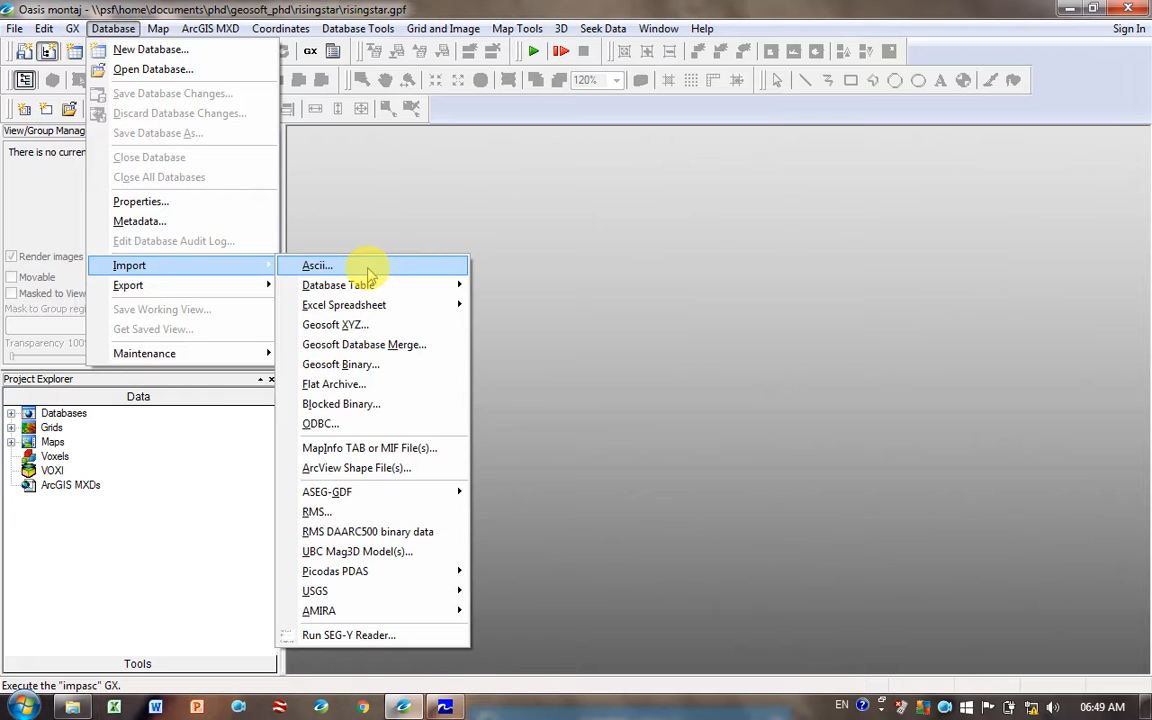 Oasis montaj - \\psf\home\documents\phd\geosoft_phd\risingstar\risingstar.gpf
File Edit GX Database Map ArcGIS MXD Coordinates Database Tools Grid and Image Map Tools 3D Seek Data Window Help Sign In
New Database...
GX
Open Database...
120%
Save Database Changes...
Discard Database Changes...
View/Group Manag
Save Database As...
There is no curren
Close Database
Close All Databases
Properties...
Metadata...
Edit Database Audit Log...
Render images
Import
Ascii...
Movable
Export
Database Table
Masked to View
Excel Spreadsheet
Mask to Group regi
Save Working View...
Geosoft XYZ...
Get Saved View...
Geosoft Database Merge...
Transparency 100%
Maintenance
Geosoft Binary...
Project Explorer
Flat Archive...
Data
Blocked Binary...
Databases
ODBC...
Grids
Maps
MapInfo TAB or MIF File(s)...
Voxels
ArcView Shape File(s)...
VOXI
ArcGIS MXDs
ASEG-GDF
RMS...
RMS DAARC500 binary data
UBC Mag3D Model(s)...
Picodas PDAS
USGS
AMIRA
Run SEG-Y Reader...
Tools
Execute the "impasc" GX.
EN
06:49 AM